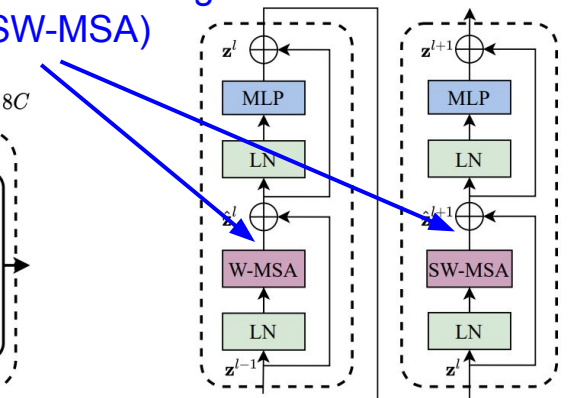 SW-MSA)
8C
z^l
MLP
LN
ẑ^l
W-MSA
LN
z^{l-1}
z^{l+1}
MLP
LN
ẑ^{l+1}
SW-MSA
LN
z^l